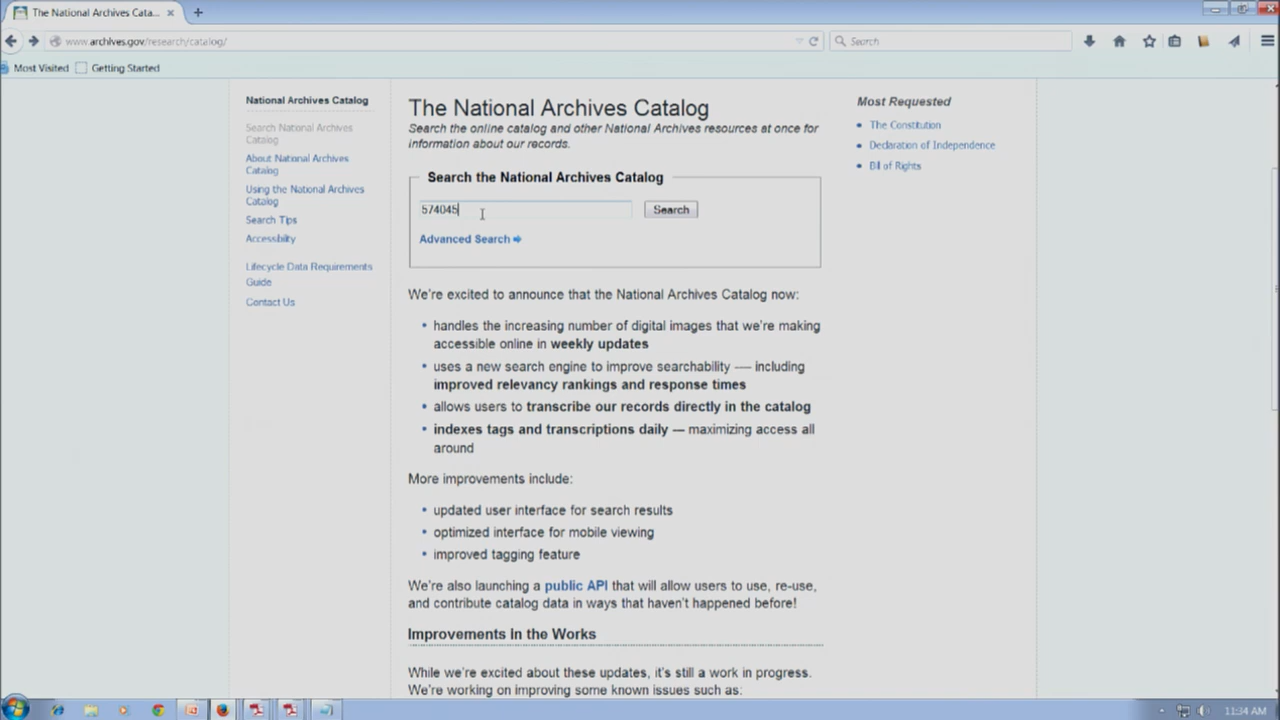 The National Archives Cata...
www.archives.gov/research/catalog/
Search
Most Visited
Getting Started
National Archives Catalog
Search National Archives
Catalog
About National Archives
Catalog
Using the National Archives
Catalog
Search Tips
Accessibility
Lifecycle Data Requirements
Guide
Contact Us
The National Archives Catalog
Search the online catalog and other National Archives resources at once for
information about our records.
Search the National Archives Catalog
574045
Search
Advanced Search
We're excited to announce that the National Archives Catalog now:
• handles the increasing number of digital images that we're making
accessible online in weekly updates
• uses a new search engine to improve searchability — including
improved relevancy rankings and response times
• allows users to transcribe our records directly in the catalog
• indexes tags and transcriptions daily — maximizing access all
around
More improvements include:
• updated user interface for search results
• optimized interface for mobile viewing
• improved tagging feature
We're also launching a public API that will allow users to use, re-use,
and contribute catalog data in ways that haven't happened before!
Improvements In the Works
While we're excited about these updates, it's still a work in progress.
We're working on improving some known issues such as:
Most Requested
• The Constitution
• Declaration of Independence
• Bill of Rights
11:34 AM